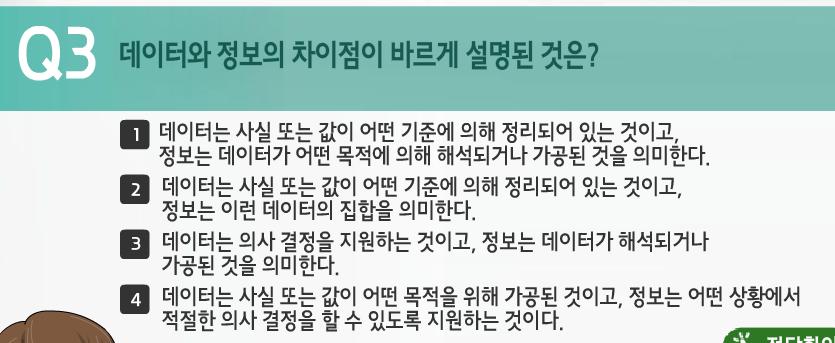 Q3 데이터와 정보의 차이점이 바르게 설명된 것은?
1 데이터는 사실 또는 값이 어떤 기준에 의해 정리되어 있는 것이고,
정보는 데이터가 어떤 목적에 의해 해석되거나 가공된 것을 의미한다.
2 데이터는 사실 또는 값이 어떤 기준에 의해 정리되어 있는 것이고,
정보는 이런 데이터의 집합을 의미한다.
3 데이터는 의사 결정을 지원하는 것이고, 정보는 데이터가 해석되거나
가공된 것을 의미한다.
4 데이터는 사실 또는 값이 어떤 목적을 위해 가공된 것이고, 정보는 어떤 상황에서
적절한 의사 결정을 할 수 있도록 지원하는 것이다.